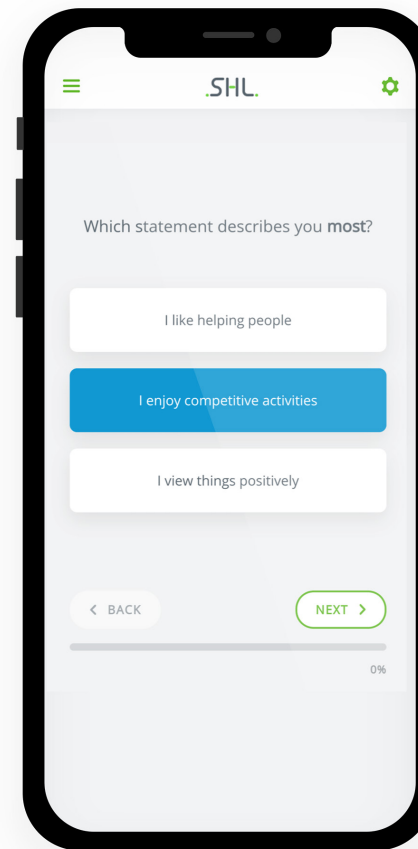 .SHL.
Which statement describes you most?
I like helping people
I enjoy competitive activities
I view things positively
BACK
NEXT
0%